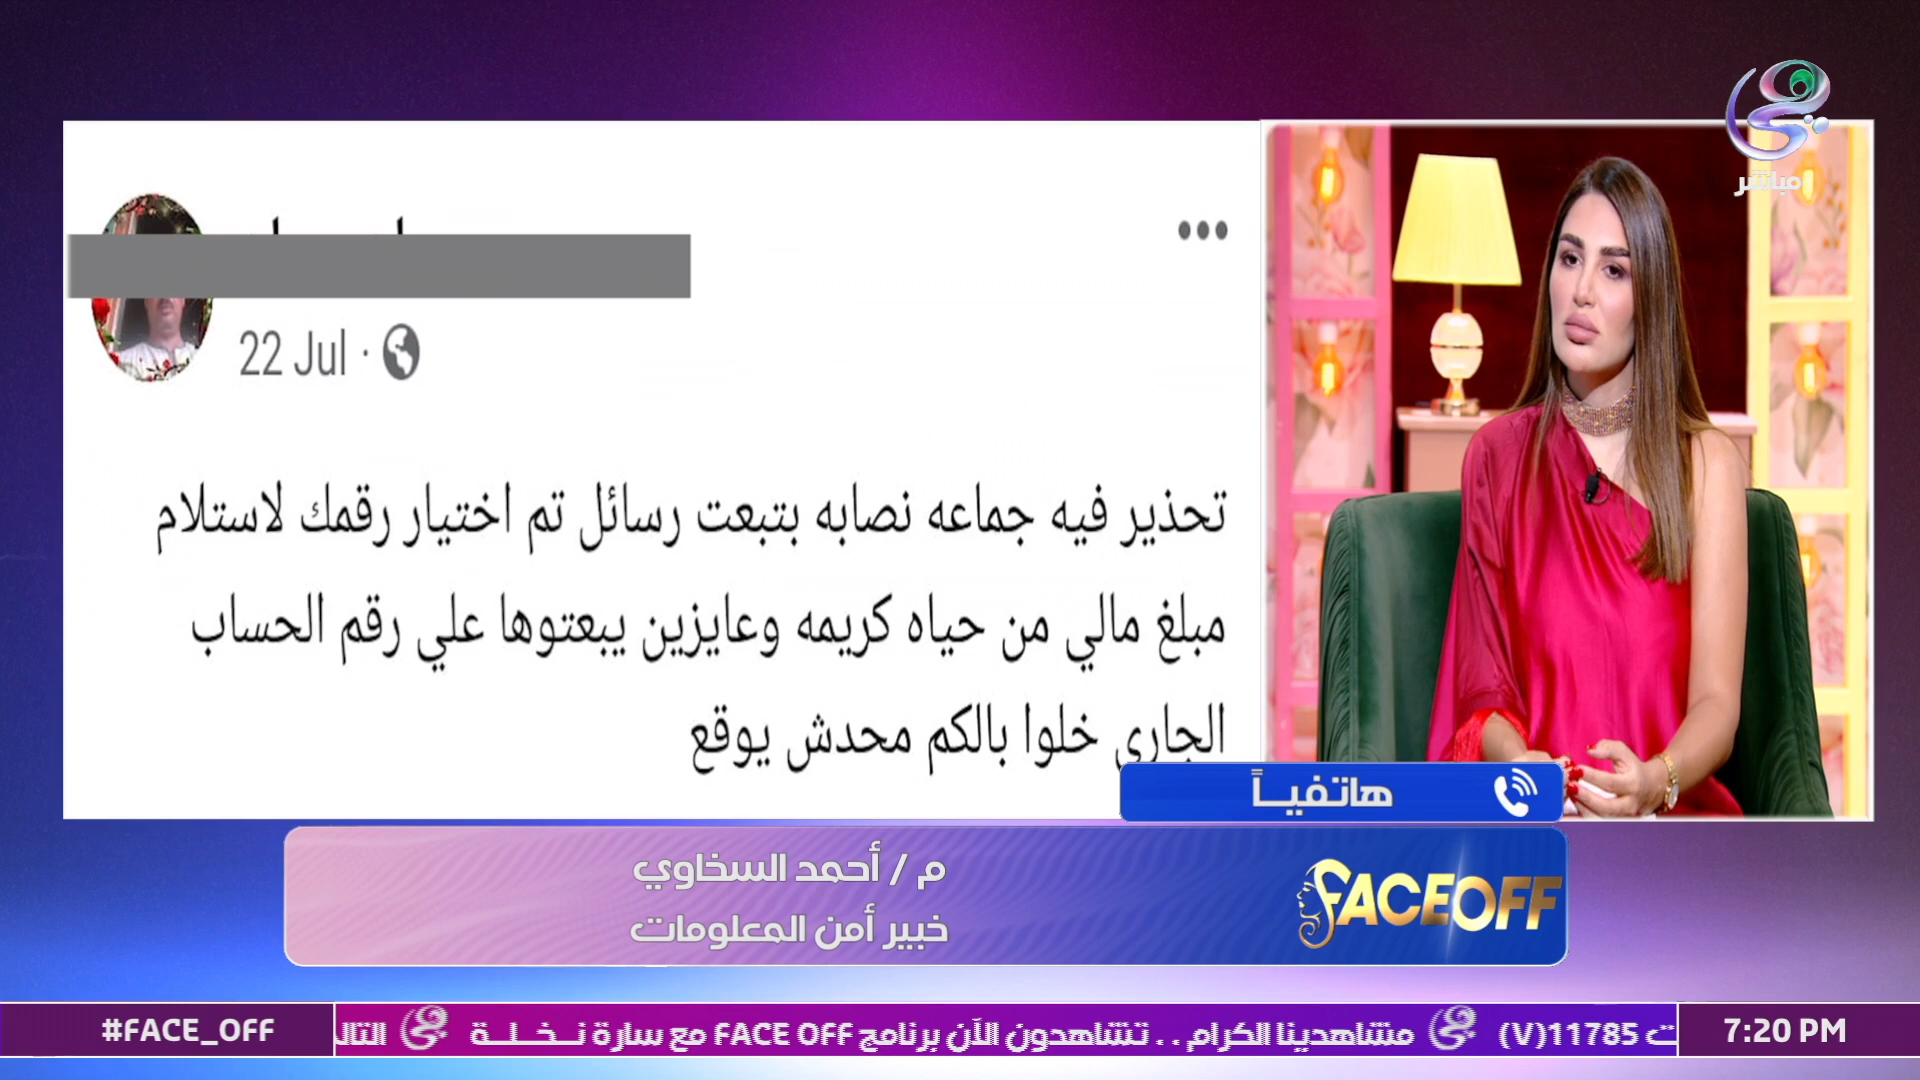 مباشر
22 Jul
تحذير فيه جماعه نصابه بتبعت رسائل تم اختيار رقمك لاستلام
مبلغ مالي من حياه كريمه وعايزين يبعتوها علي رقم الحساب
الجاري خلوا بالكم محدش يوقع
هاتفيــاً
م / أحمد السخاوي
خبير أمن المعلومات
FACEOFF
#FACE_OFF
ت 11785(V) مشاهدينا الكرام . . تشاهدون الآن برنامج FACE OFF مع سارة نـــخـــلـــة
7:20 PM